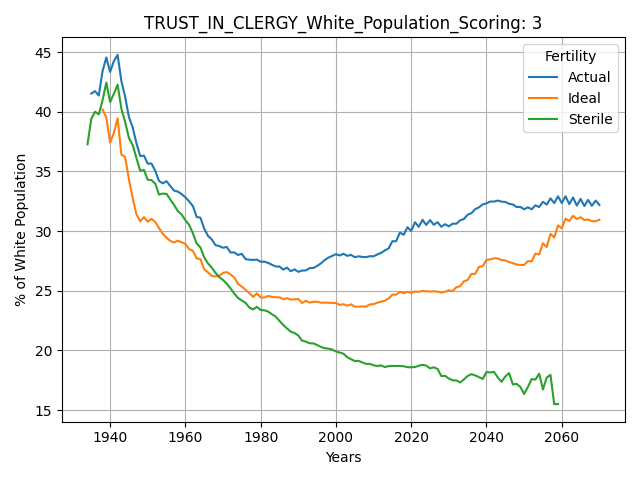 TRUST_IN_CLERGY_White_Population_Scoring: 3
Fertility
Actual
Ideal
Sterile
% of White Population
45
40
35
30
25
20
15
1940 1960 1980 2000 2020 2040 2060
Years